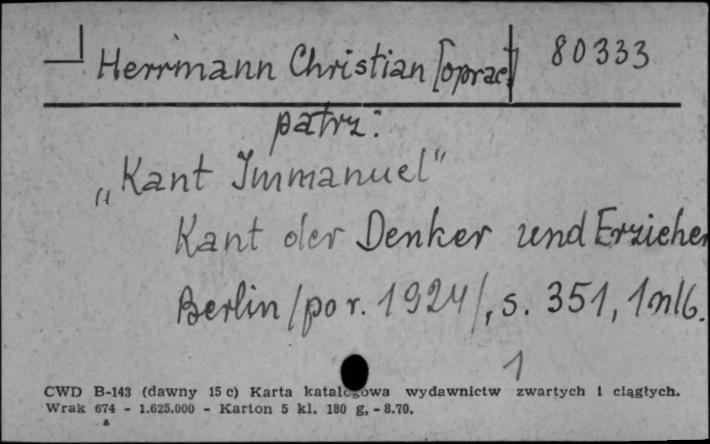 Herrmann Christian [oprac.] 80333
patrz:
„Kant Immanuel"
Kant der Denker und Erzieher
Berlin /po r. 1924/, s. 351, 1 nlb.
1
CWD B-143 (dawny 15 c) Karta katalogowa wydawnictw zwartych i ciągłych.
Wrak 674 - 1.625.000 - Karton 5 kl. 180 g, - 8.70.